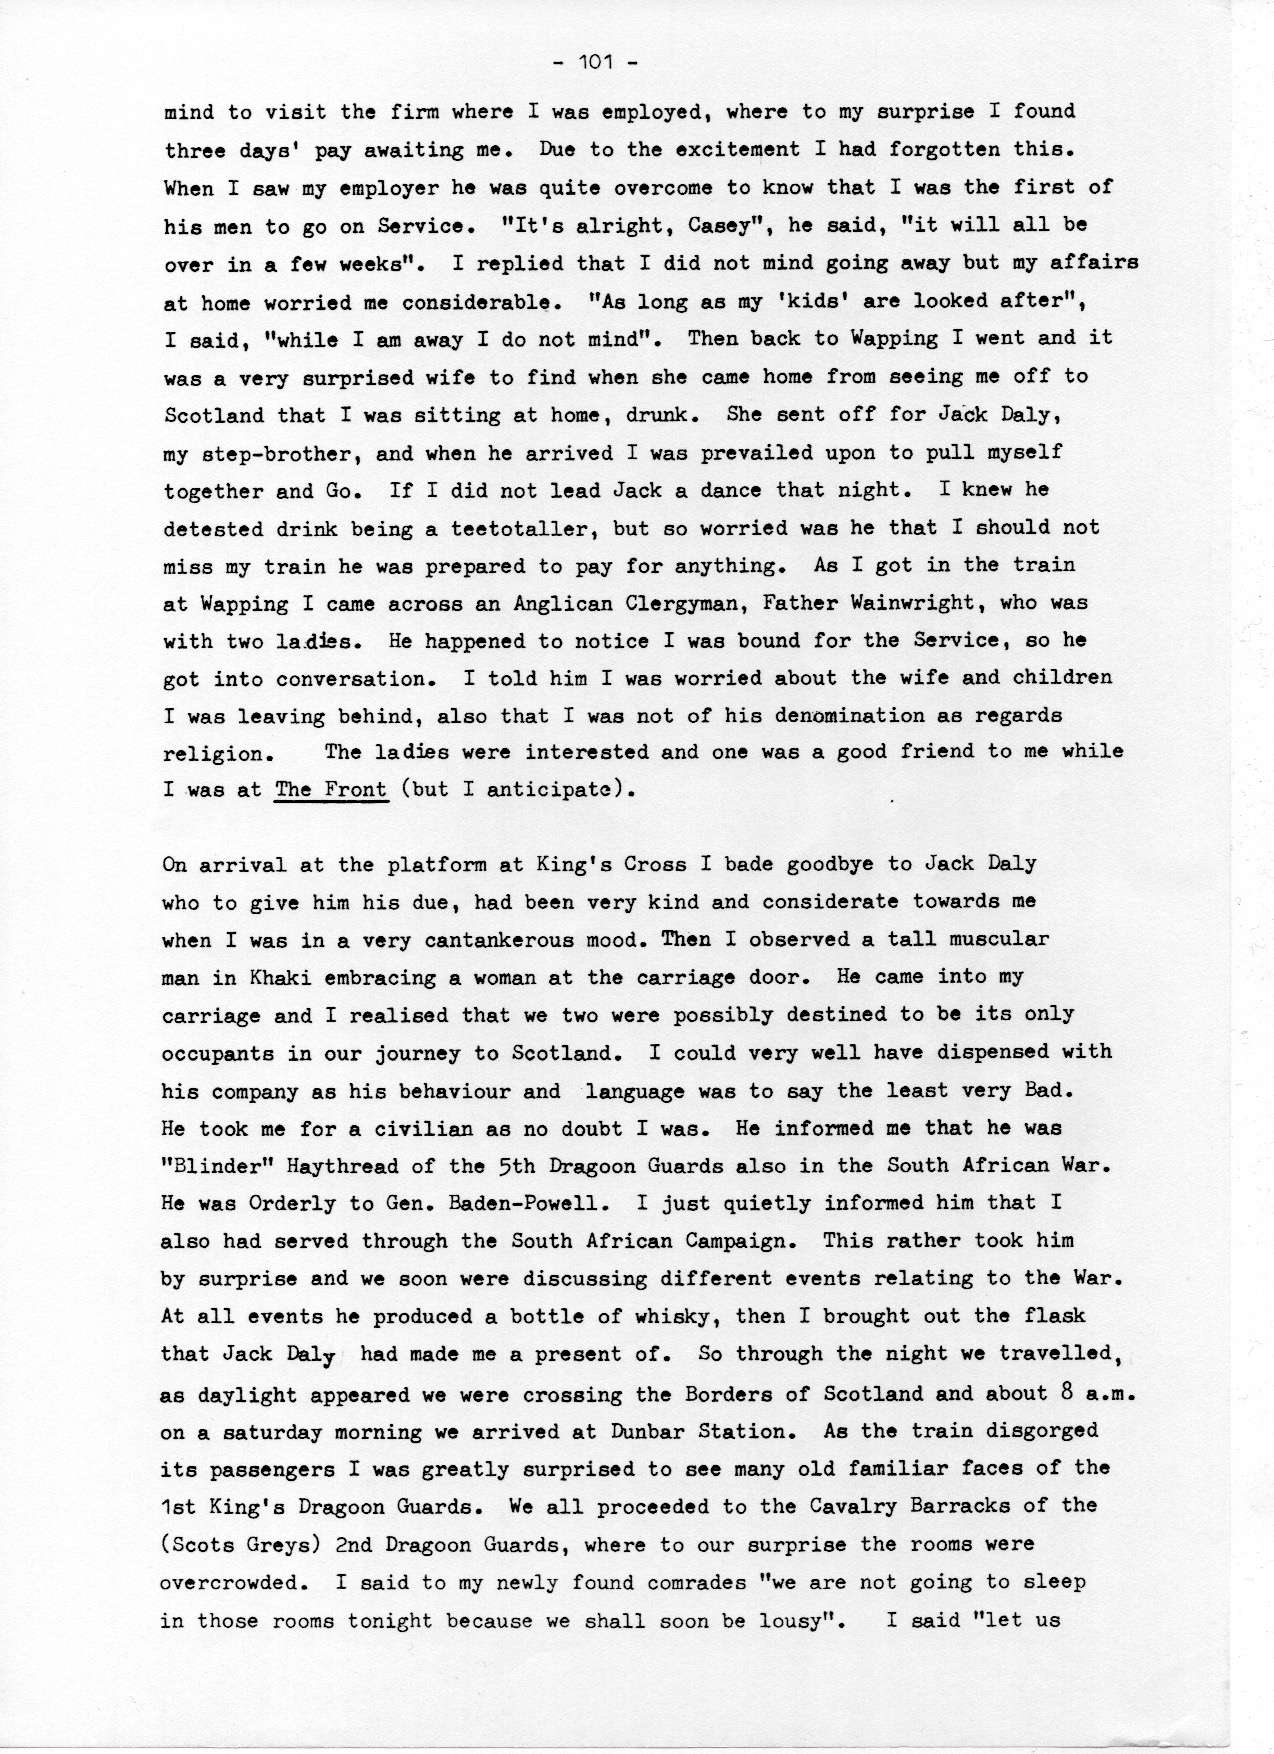 - 101 -
mind to visit the firm where I was employed, where to my surprise I found
three days' pay awaiting me.  Due to the excitement I had forgotten this.
When I saw my employer he was quite overcome to know that I was the first of
his men to go on Service.  "It's alright, Casey", he said, "it will all be
over in a few weeks".  I replied that I did not mind going away but my affairs
at home worried me considerable.  "As long as my 'kids' are looked after",
I said, "while I am away I do not mind".  Then back to Wapping I went and it
was a very surprised wife to find when she came home from seeing me off to
Scotland that I was sitting at home, drunk.  She sent off for Jack Daly,
my step-brother, and when he arrived I was prevailed upon to pull myself
together and Go.  If I did not lead Jack a dance that night.  I knew he
detested drink being a teetotaller, but so worried was he that I should not
miss my train he was prepared to pay for anything.  As I got in the train
at Wapping I came across an Anglican Clergyman, Father Wainwright, who was
with two ladies.  He happened to notice I was bound for the Service, so he
got into conversation.  I told him I was worried about the wife and children
I was leaving behind, also that I was not of his denomination as regards
religion.    The ladies were interested and one was a good friend to me while
I was at The Front (but I anticipate).

On arrival at the platform at King's Cross I bade goodbye to Jack Daly
who to give him his due, had been very kind and considerate towards me
when I was in a very cantankerous mood. Then I observed a tall muscular
man in Khaki embracing a woman at the carriage door.  He came into my
carriage and I realised that we two were possibly destined to be its only
occupants in our journey to Scotland.  I could very well have dispensed with
his company as his behaviour and  language was to say the least very Bad.
He took me for a civilian as no doubt I was.  He informed me that he was
"Blinder" Haythread of the 5th Dragoon Guards also in the South African War.
He was Orderly to Gen. Baden-Powell.  I just quietly informed him that I
also had served through the South African Campaign.  This rather took him
by surprise and we soon were discussing different events relating to the War.
At all events he produced a bottle of whisky, then I brought out the flask
that Jack Daly  had made me a present of.  So through the night we travelled,
as daylight appeared we were crossing the Borders of Scotland and about 8 a.m.
on a saturday morning we arrived at Dunbar Station.  As the train disgorged
its passengers I was greatly surprised to see many old familiar faces of the
1st King's Dragoon Guards.  We all proceeded to the Cavalry Barracks of the
(Scots Greys) 2nd Dragoon Guards, where to our surprise the rooms were
overcrowded.  I said to my newly found comrades "we are not going to sleep
in those rooms tonight because we shall soon be lousy".   I said "let us